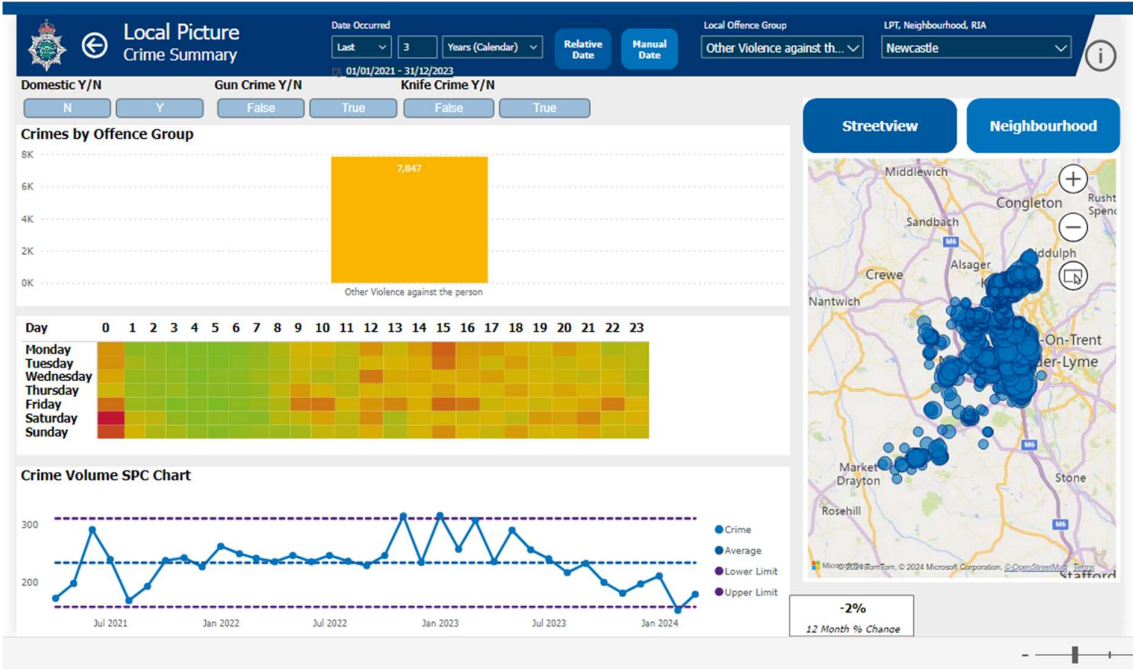 Local Picture
Crime Summary
Date Occurred
Last 3 Years (Calendar)
01/01/2021 - 31/12/2023
Relative Date
Manual Date
Local Offence Group
Other Violence against th...
LPT, Neighbourhood, RIA
Newcastle
Domestic Y/N Gun Crime Y/N Knife Crime Y/N
N Y False True False True
Streetview Neighbourhood
Crimes by Offence Group
8K
7,847
6K
4K
2K
0K
Other Violence against the person
Day 0 1 2 3 4 5 6 7 8 9 10 11 12 13 14 15 16 17 18 19 20 21 22 23
Monday
Tuesday
Wednesday
Thursday
Friday
Saturday
Sunday
Crime Volume SPC Chart
300
200
Jul 2021 Jan 2022 Jul 2022 Jan 2023 Jul 2023 Jan 2024
Crime
Average
Lower Limit
Upper Limit
Middlewich
Congleton
Rusht
Spenc
Sandbach
M6
iddulph
Alsager
Crewe
Nantwich
-On-Trent
der-Lyme
M6
Market
Drayton
Stone
Rosehill
M6
TomTom, © 2024 Microsoft Corporation, © OpenStreetMap Terms
Stafford
-2%
12 Month % Change